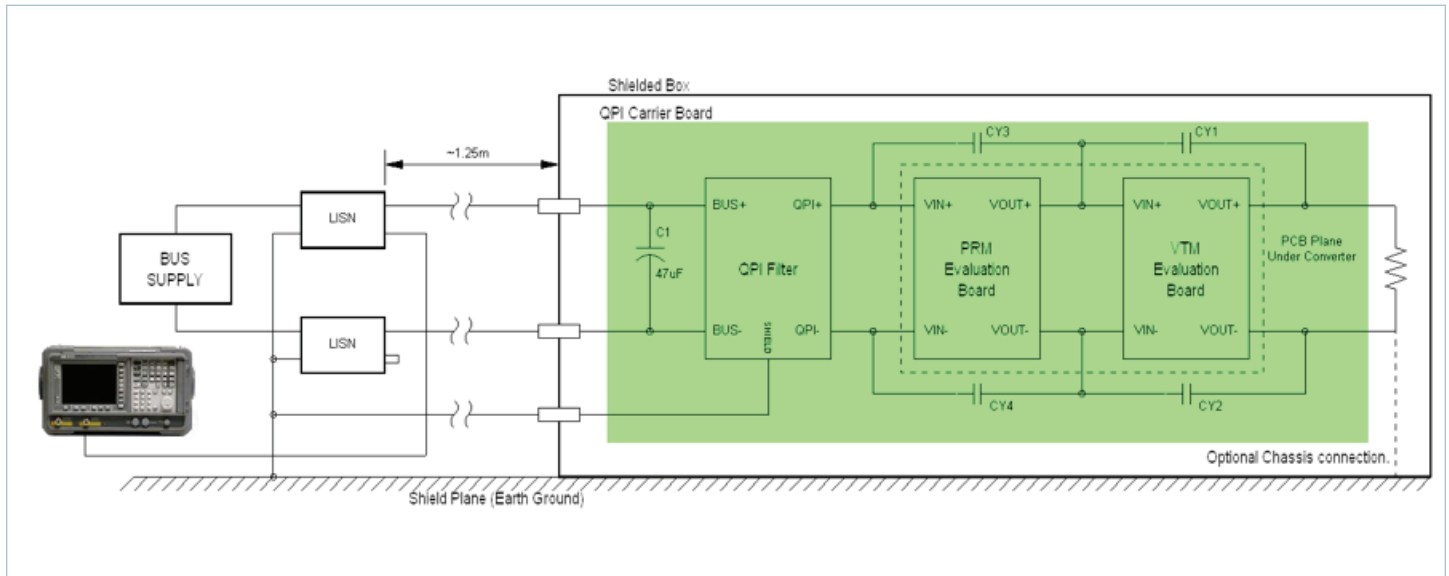 Shielded Box
QPI Carrier Board
CY3
CY1
~1.25m
LISN
BUS+
QPI+
VIN+
VOUT+
VIN+
VOUT+
C1
47uF
BUS
SUPPLY
QPI Filter
PRM
Evaluation
Board
VTM
Evaluation
Board
PCB Plane
Under Converter
LISN
BUS-
SHIELD
QPI-
VIN-
VOUT-
VIN-
VOUT-
CY4
CY2
Optional Chassis connection.
Shield Plane (Earth Ground)